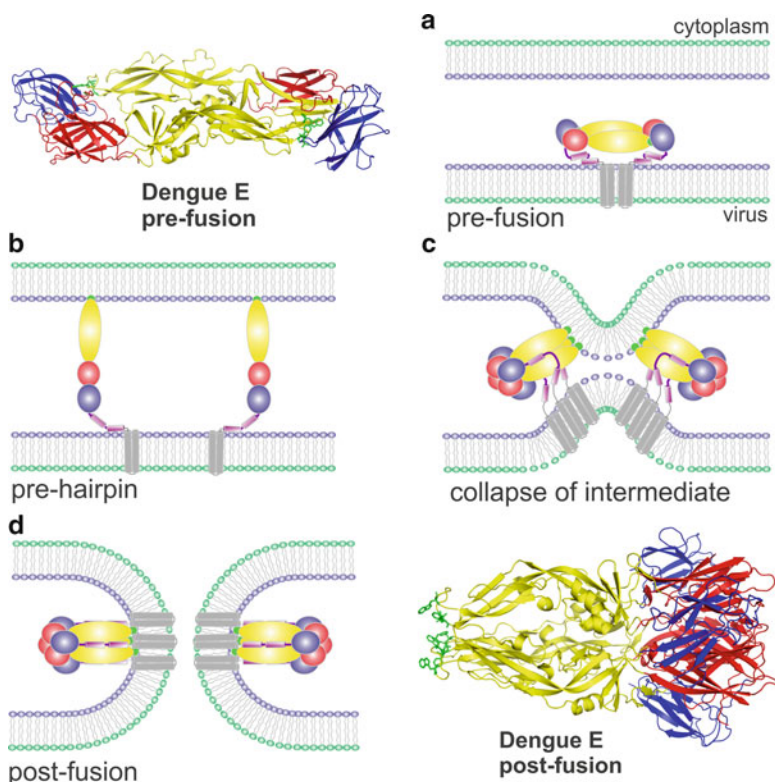 a
cytoplasm
Dengue E
pre-fusion
pre-fusion
virus
b
c
pre-hairpin
collapse of intermediate
d
post-fusion
Dengue E
post-fusion